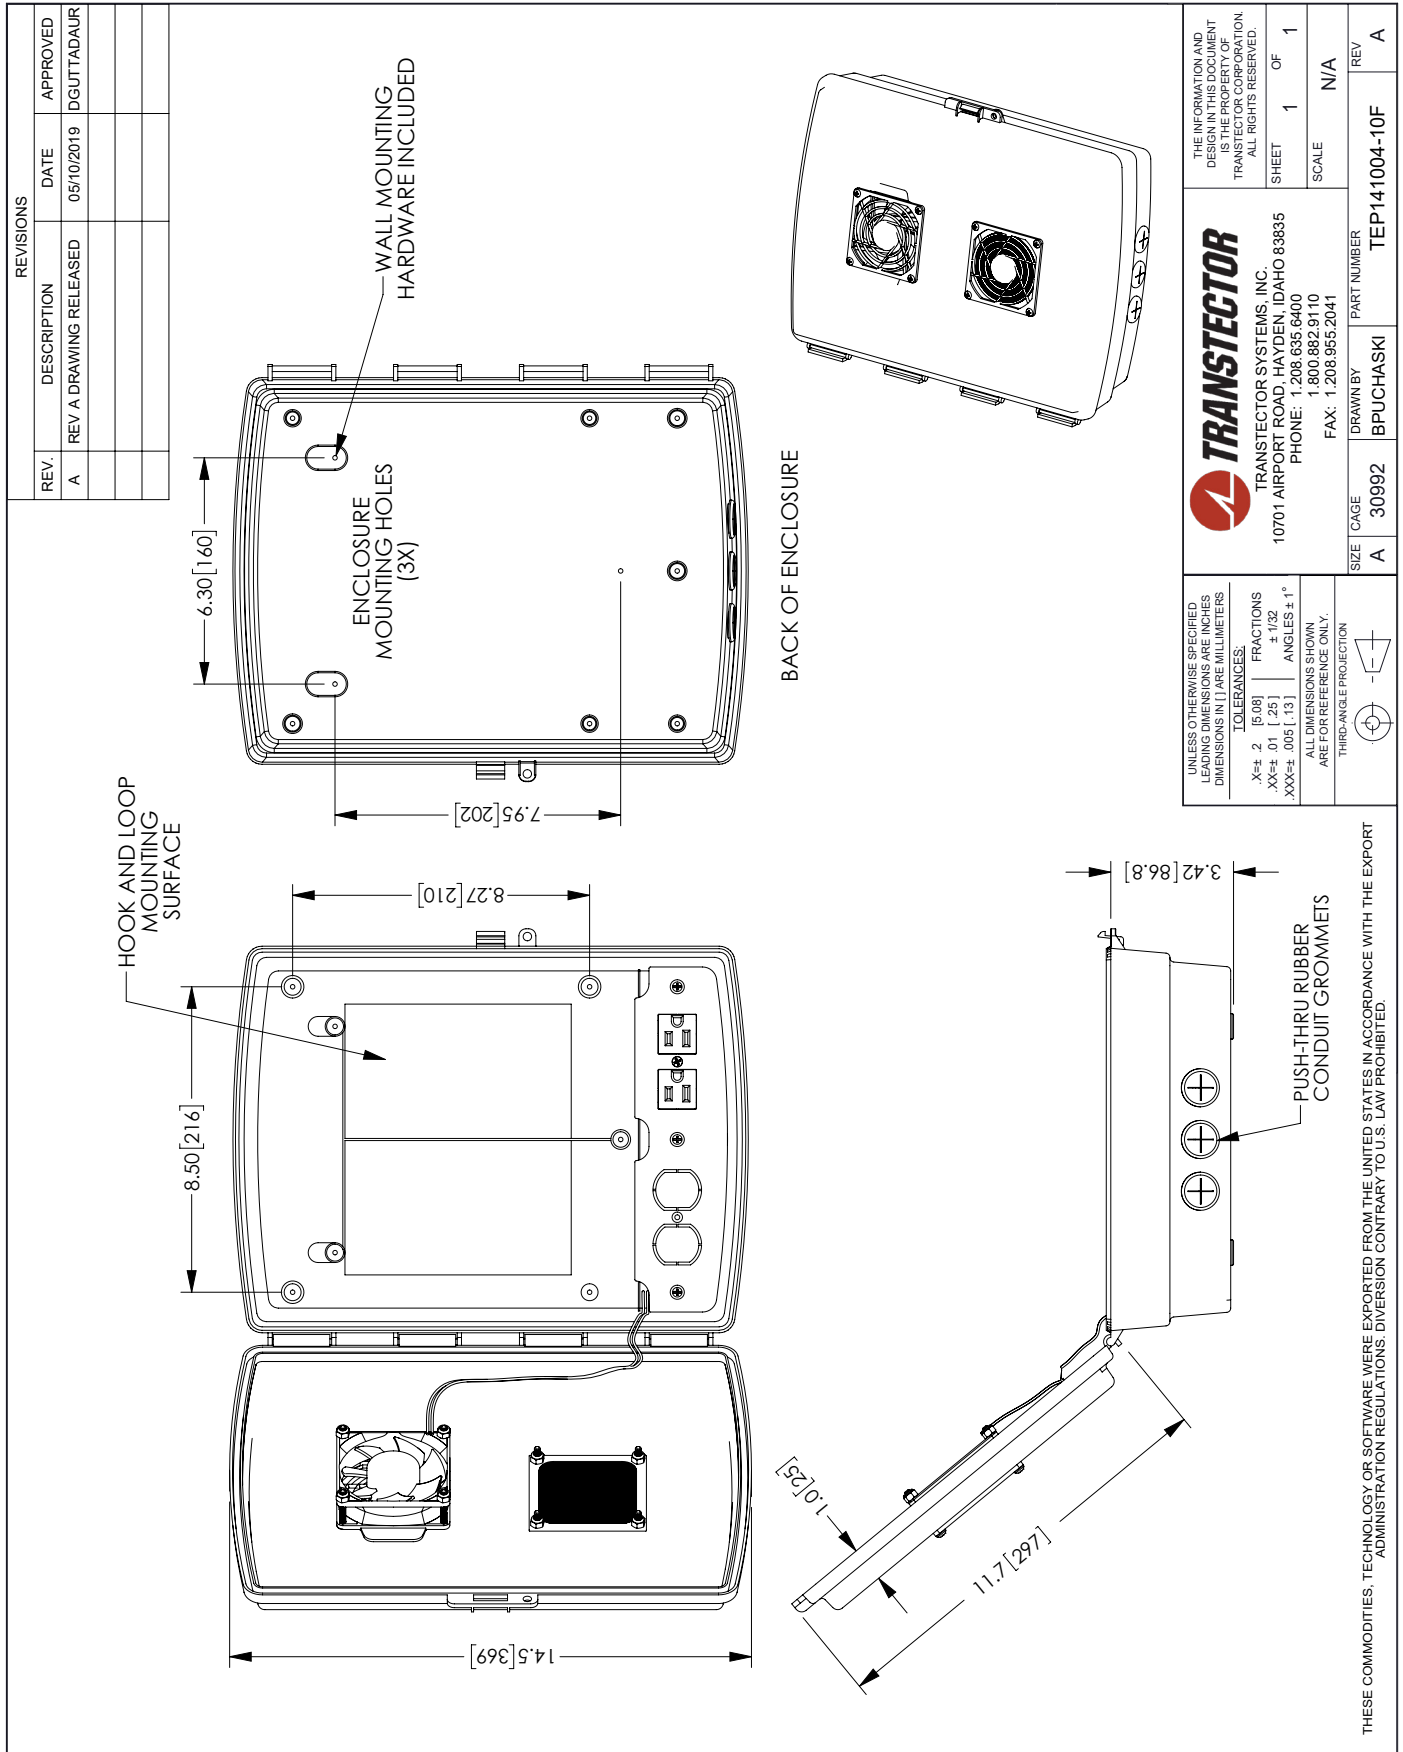 REVISIONS
REV. DESCRIPTION DATE APPROVED
A REV A DRAWING RELEASED 05/10/2019 DGUTTADAUR
HOOK AND LOOP
MOUNTING
SURFACE
8.50[216]
8.27[210]
14.5[369]
6.30[160]
7.95[202]
ENCLOSURE
MOUNTING HOLES
(3X)
WALL MOUNTING
HARDWARE INCLUDED
BACK OF ENCLOSURE
1.0[25]
11.7[297]
3.42[86.8]
PUSH-THRU RUBBER
CONDUIT GROMMETS
UNLESS OTHERWISE SPECIFIED
LEADING DIMENSIONS ARE INCHES
DIMENSIONS IN [ ] ARE MILLIMETERS
TOLERANCES:
.X=± .2 [5.08] FRACTIONS
.XX=± .01 [.25] ± 1/32
.XXX=± .005 [.13] ANGLES ± 1°
ALL DIMENSIONS SHOWN
ARE FOR REFERENCE ONLY.
THIRD-ANGLE PROJECTION
TRANSTECTOR
TRANSTECTOR SYSTEMS, INC.
10701 AIRPORT ROAD, HAYDEN, IDAHO 83835
PHONE: 1.208.635.6400
1.800.882.9110
FAX: 1.208.955.2041
THE INFORMATION AND
DESIGN IN THIS DOCUMENT
IS THE PROPERTY OF
TRANSTECTOR CORPORATION.
ALL RIGHTS RESERVED.
SHEET 1 OF 1
SCALE N/A
SIZE A
CAGE 30992
DRAWN BY BPUCHASKI
PART NUMBER TEP141004-10F
REV A
THESE COMMODITIES, TECHNOLOGY OR SOFTWARE WERE EXPORTED FROM THE UNITED STATES IN ACCORDANCE WITH THE EXPORT
ADMINISTRATION REGULATIONS. DIVERSION CONTRARY TO U.S. LAW PROHIBITED.